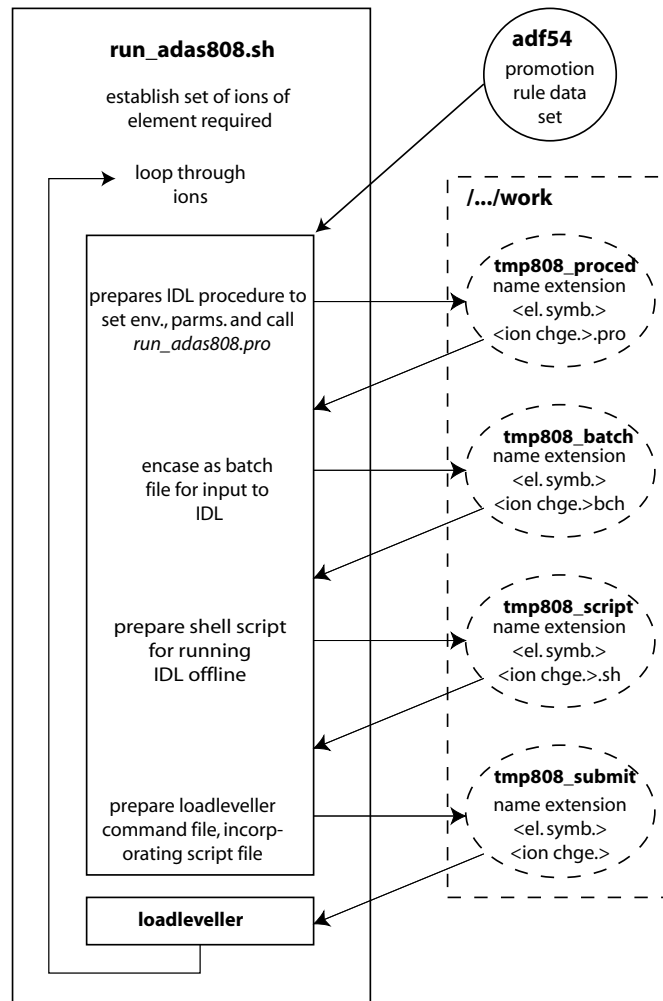 run_adas808.sh
establish set of ions of
element required
loop through
ions
adf54
promotion
rule data
set
/.../work
prepares IDL procedure to
set env., parms. and call
run_adas808.pro
tmp808_proced
name extension
<el. symb.>
<ion chge.>.pro
encase as batch
file for input to
IDL
tmp808_batch
name extension
<el. symb.>
<ion chge.>bch
prepare shell script
for running
IDL offline
tmp808_script
name extension
<el. symb.>
<ion chge.>.sh
prepare loadleveller
command file, incorp-
orating script file
tmp808_submit
name extension
<el. symb.>
<ion chge.>
loadleveller